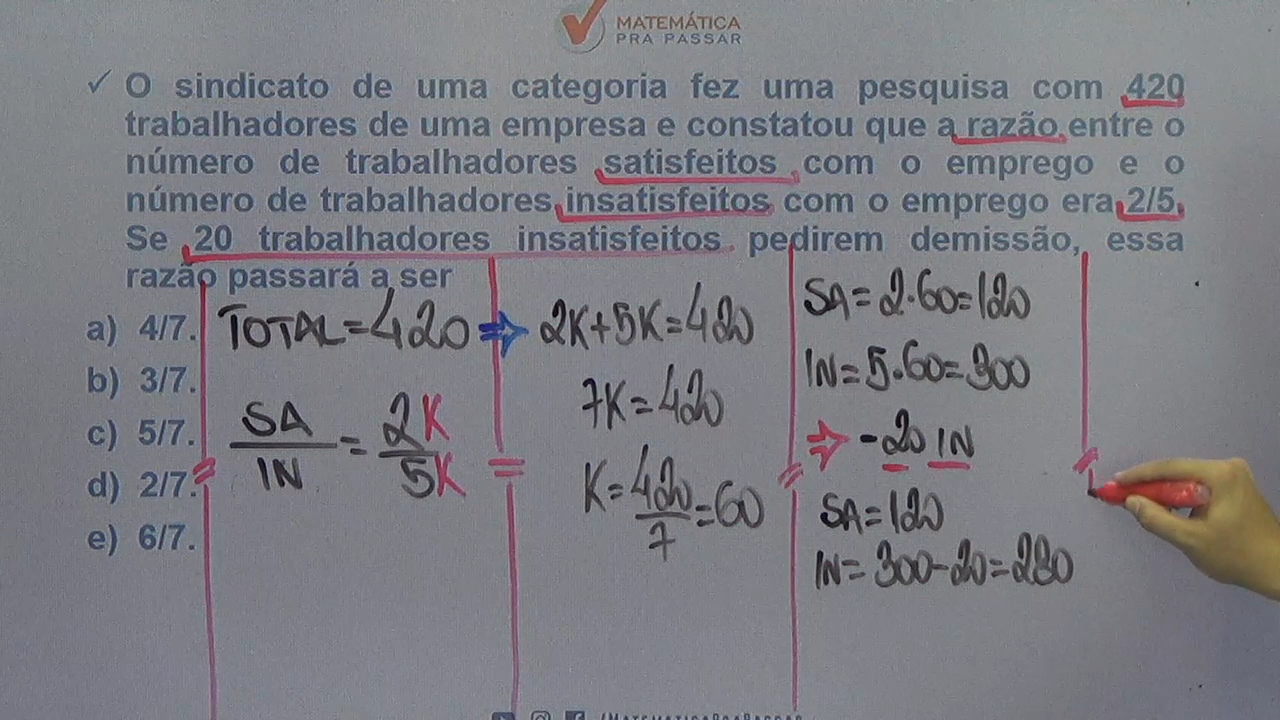 MATEMÁTICA
PRA PASSAR
✓ O sindicato de uma categoria fez uma pesquisa com 420
trabalhadores de uma empresa e constatou que a razão entre o
número de trabalhadores satisfeitos com o emprego e o
número de trabalhadores insatisfeitos com o emprego era 2/5.
Se 20 trabalhadores insatisfeitos pedirem demissão, essa
razão passará a ser
a) 4/7.
b) 3/7.
c) 5/7.
d) 2/7.
e) 6/7.
TOTAL = 420 ⇒
SA/IN = 2K/5K
2K+5K=420
7K=420
K=420/7=60
SA=2·60=120
IN=5·60=300
⇒ -20 IN
SA=120
IN=300-20=280
/MATEMATICAPRAPASSAR